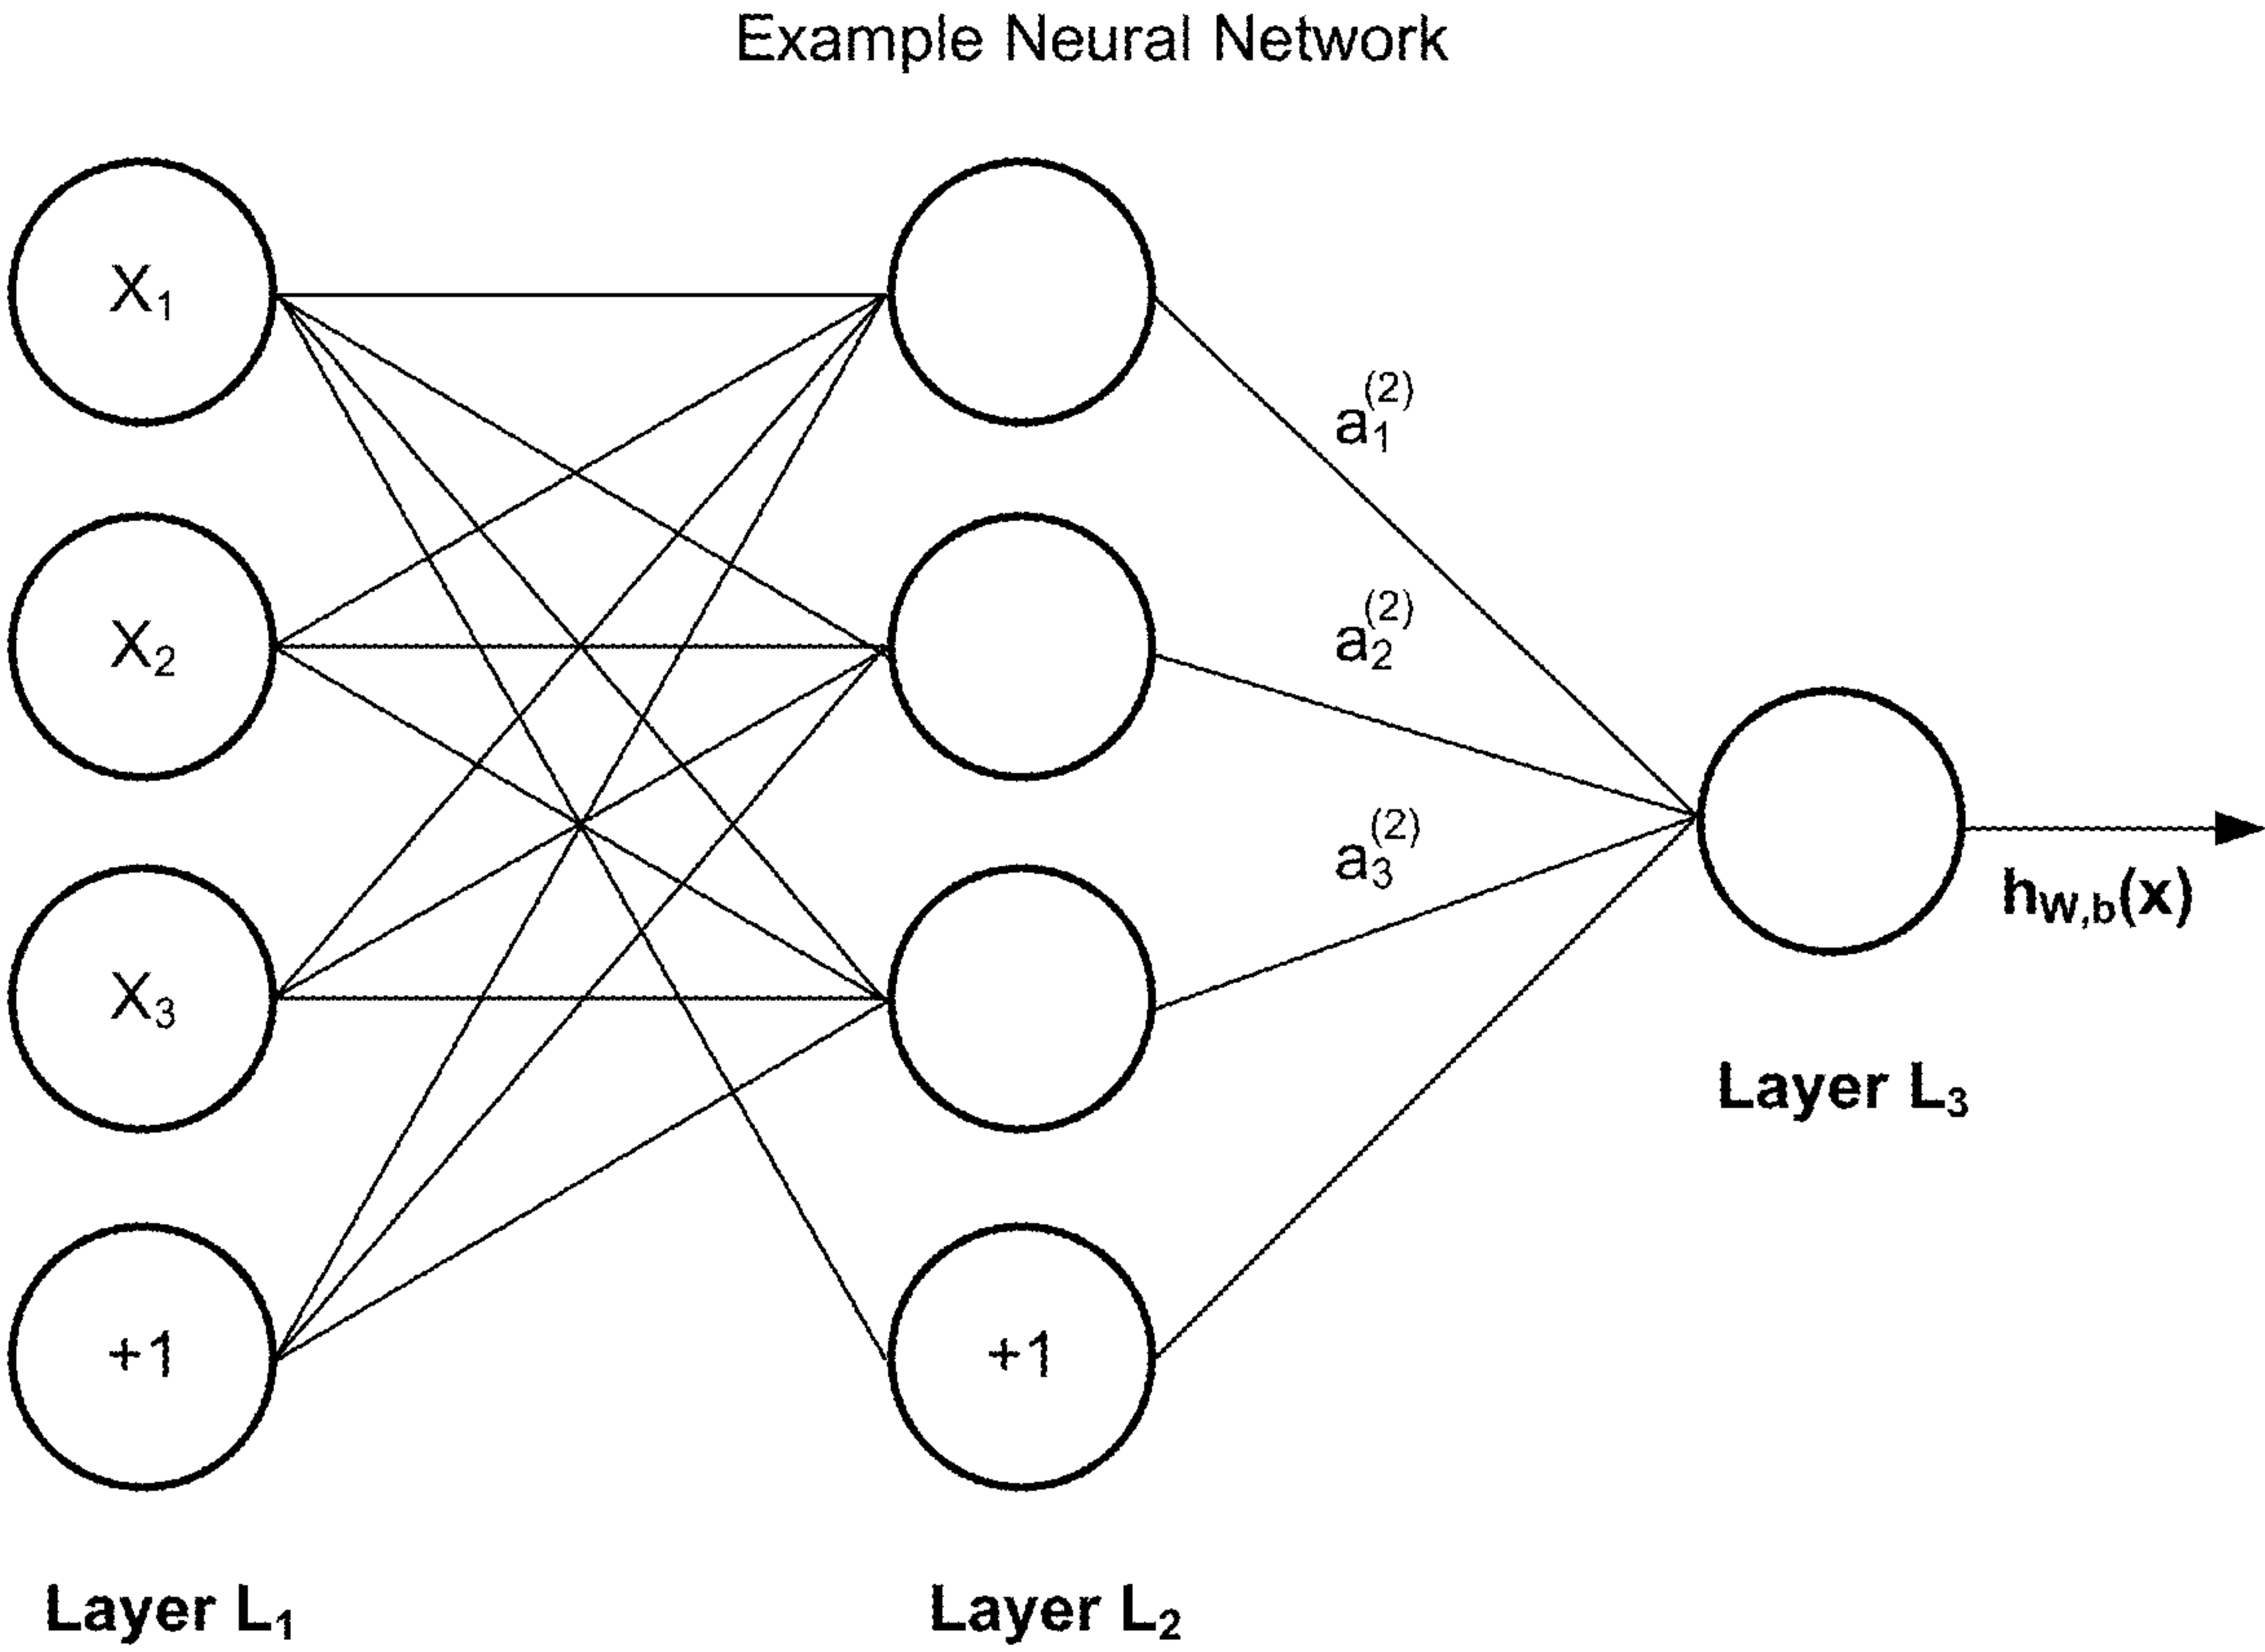 Example Neural Network
X₁
X₂
X₃
+1
+1
a₁⁽²⁾
a₂⁽²⁾
a₃⁽²⁾
h_W,b(x)
Layer L₃
Layer L₁
Layer L₂